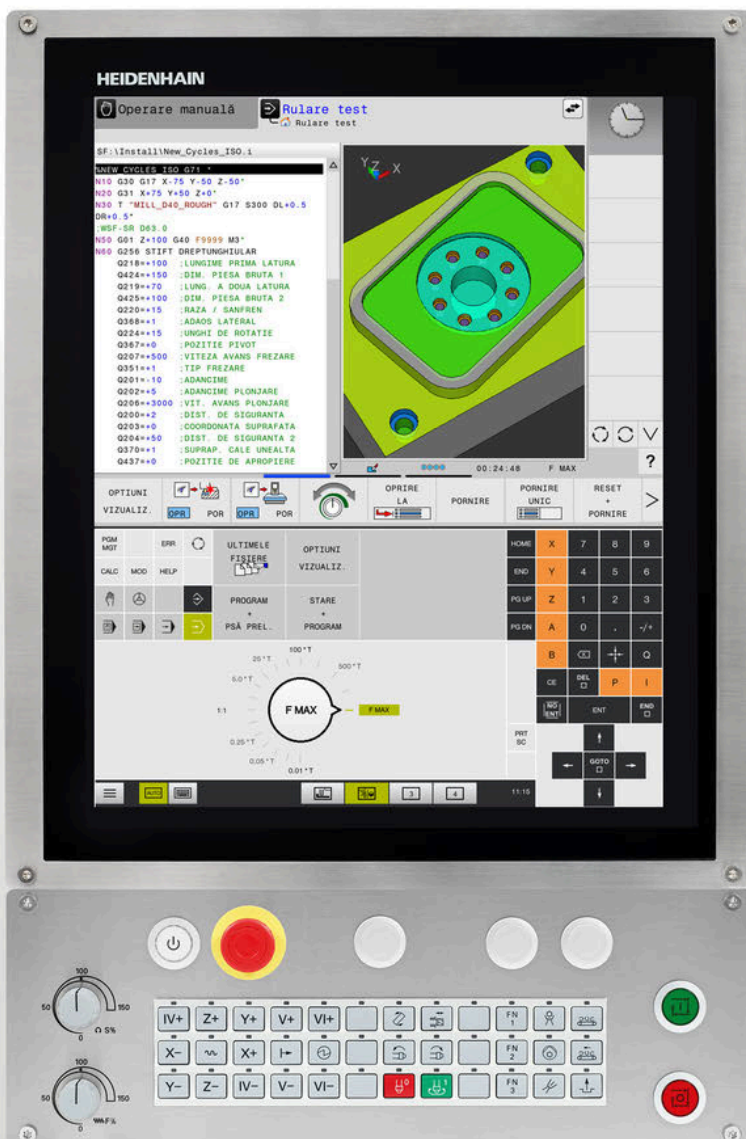 HEIDENHAIN
Operare manuală
Rulare test
Rulare test
SF:\Install\New_Cycles_ISO.i
%NEW_CYCLES_ISO G71 *
N10 G30 G17 X-75 Y-50 Z-50*
N20 G31 X+75 Y+50 Z+0*
N30 T "MILL_D40_ROUGH" G17 S300 DL+0.5
DR+0.5*
;WSF-SR D63.0
N50 G01 Z+100 G40 F9999 M3*
N60 G256 STIFT DREPTUNGHIULAR
Q218=+100 ;LUNGIME PRIMA LATURA
Q424=+150 ;DIM. PIESA BRUTA 1
Q219=+70 ;LUNG. A DOUA LATURA
Q425=+100 ;DIM. PIESA BRUTA 2
Q220=+15 ;RAZA / SANFREN
Q368=+1 ;ADAOS LATERAL
Q224=+15 ;UNGHI DE ROTATIE
Q367=+0 ;POZITIE PIVOT
Q207=+500 ;VITEZA AVANS FREZARE
Q351=+1 ;TIP FREZARE
Q201=-10 ;ADANCIME
Q202=+5 ;ADANCIME PLONJARE
Q206=+3000 ;VIT. AVANS PLONJARE
Q200=+2 ;DIST. DE SIGURANTA
Q203=+0 ;COORDONATA SUPRAFATA
Q204=+50 ;DIST. DE SIGURANTA 2
Q370=+1 ;SUPRAP. CALE UNEALTA
Q437=+0 ;POZITIE DE APROPIERE
Y Z X
00:24:48 F MAX
?
OPTIUNI
VIZUALIZ.
OPR POR
OPR POR
OPRIRE
LA
PORNIRE
PORNIRE
UNIC
RESET
+
PORNIRE
PGM
MGT
ERR
CALC MOD HELP
ULTIMELE
FIȘIERE
OPTIUNI
VIZUALIZ.
PROGRAM
+
PSĂ PREL..
STARE
+
PROGRAM
HOME X 7 8 9
END Y 4 5 6
PG UP Z 1 2 3
PG DN A 0 . -/+
B Q
CE DEL P I
NO
ENT
ENT
END
PRT
SC
GOTO
100*T
25*T
500*T
5.0*T
1:1
F MAX
F MAX
0.25*T
0.05*T
0.01*T
AUTO
3
4
11:15
100
50
150
0
S%
100
50
150
0
F%
IV+ Z+ Y+ V+ VI+ FN 1
X- X+ FN 2
Y- Z- IV- V- VI- 0 1 FN 3